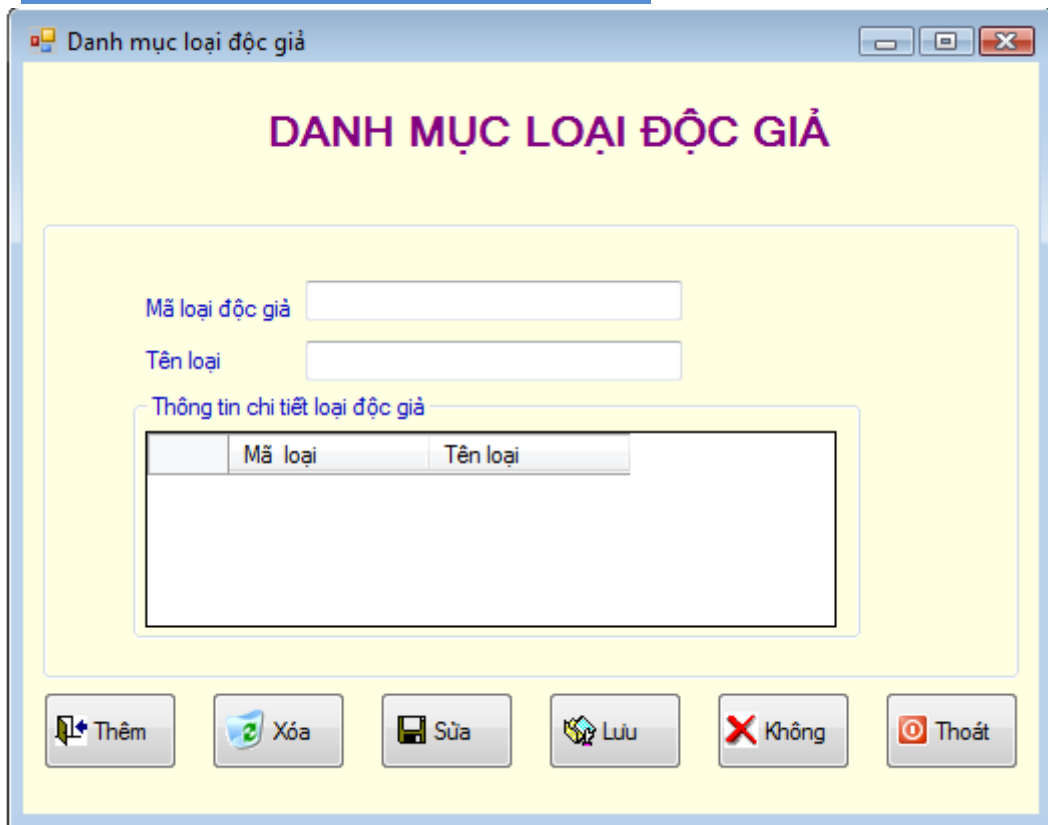 Danh mục loại độc giả
DANH MỤC LOẠI ĐỘC GIẢ
Mã loại độc giả
Tên loại
Thông tin chi tiết loại độc giả
Mã loại Tên loại
Thêm Xóa Sửa Lưu Không Thoát